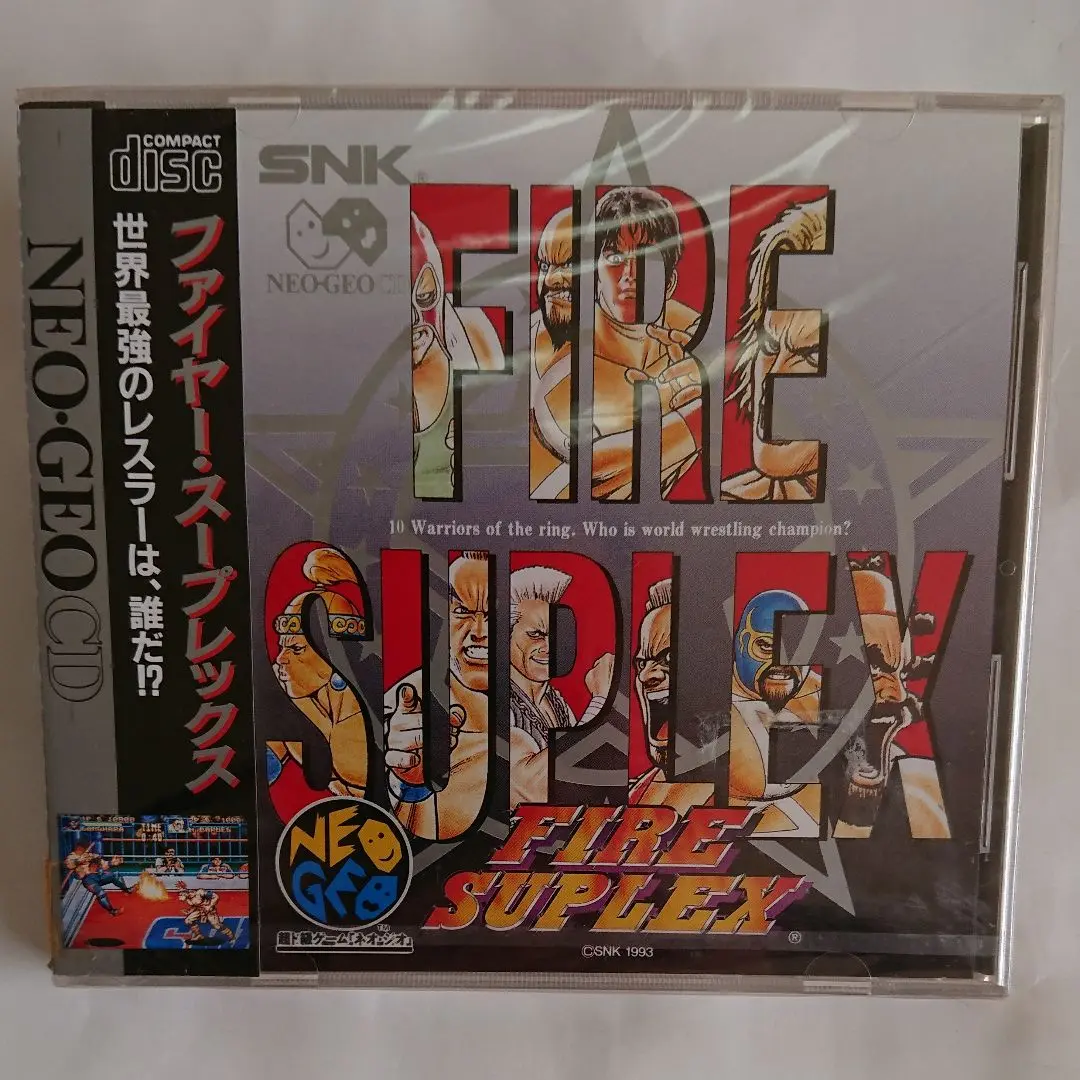 NEO·GEO CD
COMPACT
disc
ファイヤー・スープレックス
世界最強のレスラーは、誰だ!?
SNK®
NEO·GEO CD
FIRE
10 Warriors of the ring. Who is world wrestling champion?
SUPLEX
NEO
GEO
TM
FIRE
SUPLEX
®
©SNK 1993
TIME